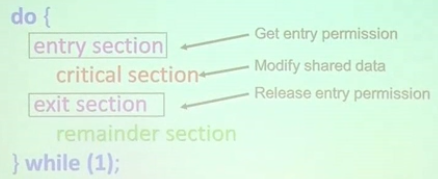 do {
entry section
Get entry permission
critical section
Modify shared data
exit section
Release entry permission
remainder section
} while (1);